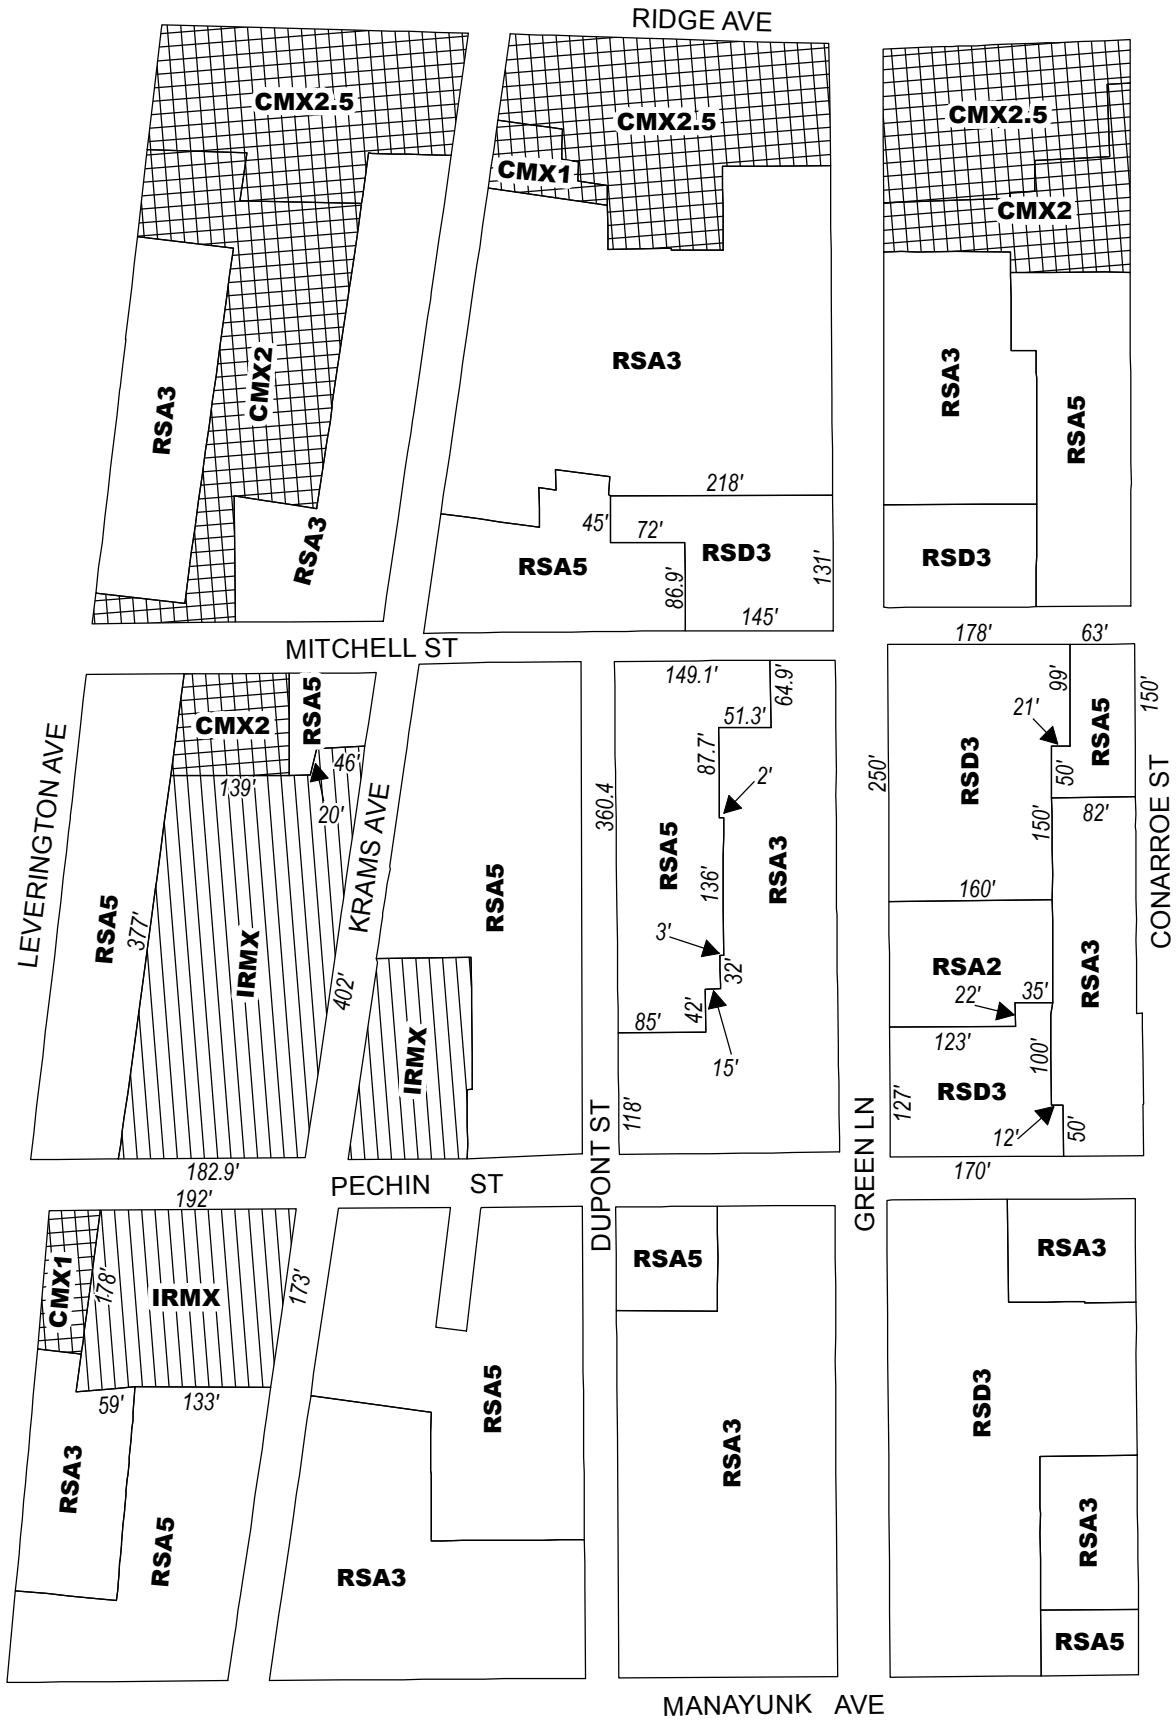 RIDGE AVE
CMX2.5
CMX2.5
CMX2.5
CMX1
CMX2
RSA3
CMX2
RSA3
RSA3
RSA3
RSA5
218'
45'
72'
RSA5
RSD3
86.9'
131'
145'
RSD3
MITCHELL ST
178'
63'
LEVERINGTON AVE
CMX2
RSA5
46'
139'
20'
KRAMS AVE
RSA5
377'
IRMX
402'
IRMX
RSA5
149.1'
64.9'
51.3'
87.7'
2'
360.4
RSA5
136'
RSA3
3'
32'
42'
85'
15'
118'
99'
150'
21'
RSA5
50'
250'
RSD3
150'
82'
CONARROE ST
160'
RSA2
RSA3
22'
35'
123'
100'
RSD3
127'
12'
50'
170'
182.9'
192'
PECHIN ST
DUPONT ST
GREEN LN
CMX1
178'
IRMX
173'
59'
133'
RSA3
RSA5
RSA5
RSA3
RSA5
RSA3
RSA3
RSD3
RSA3
RSA5
MANAYUNK AVE